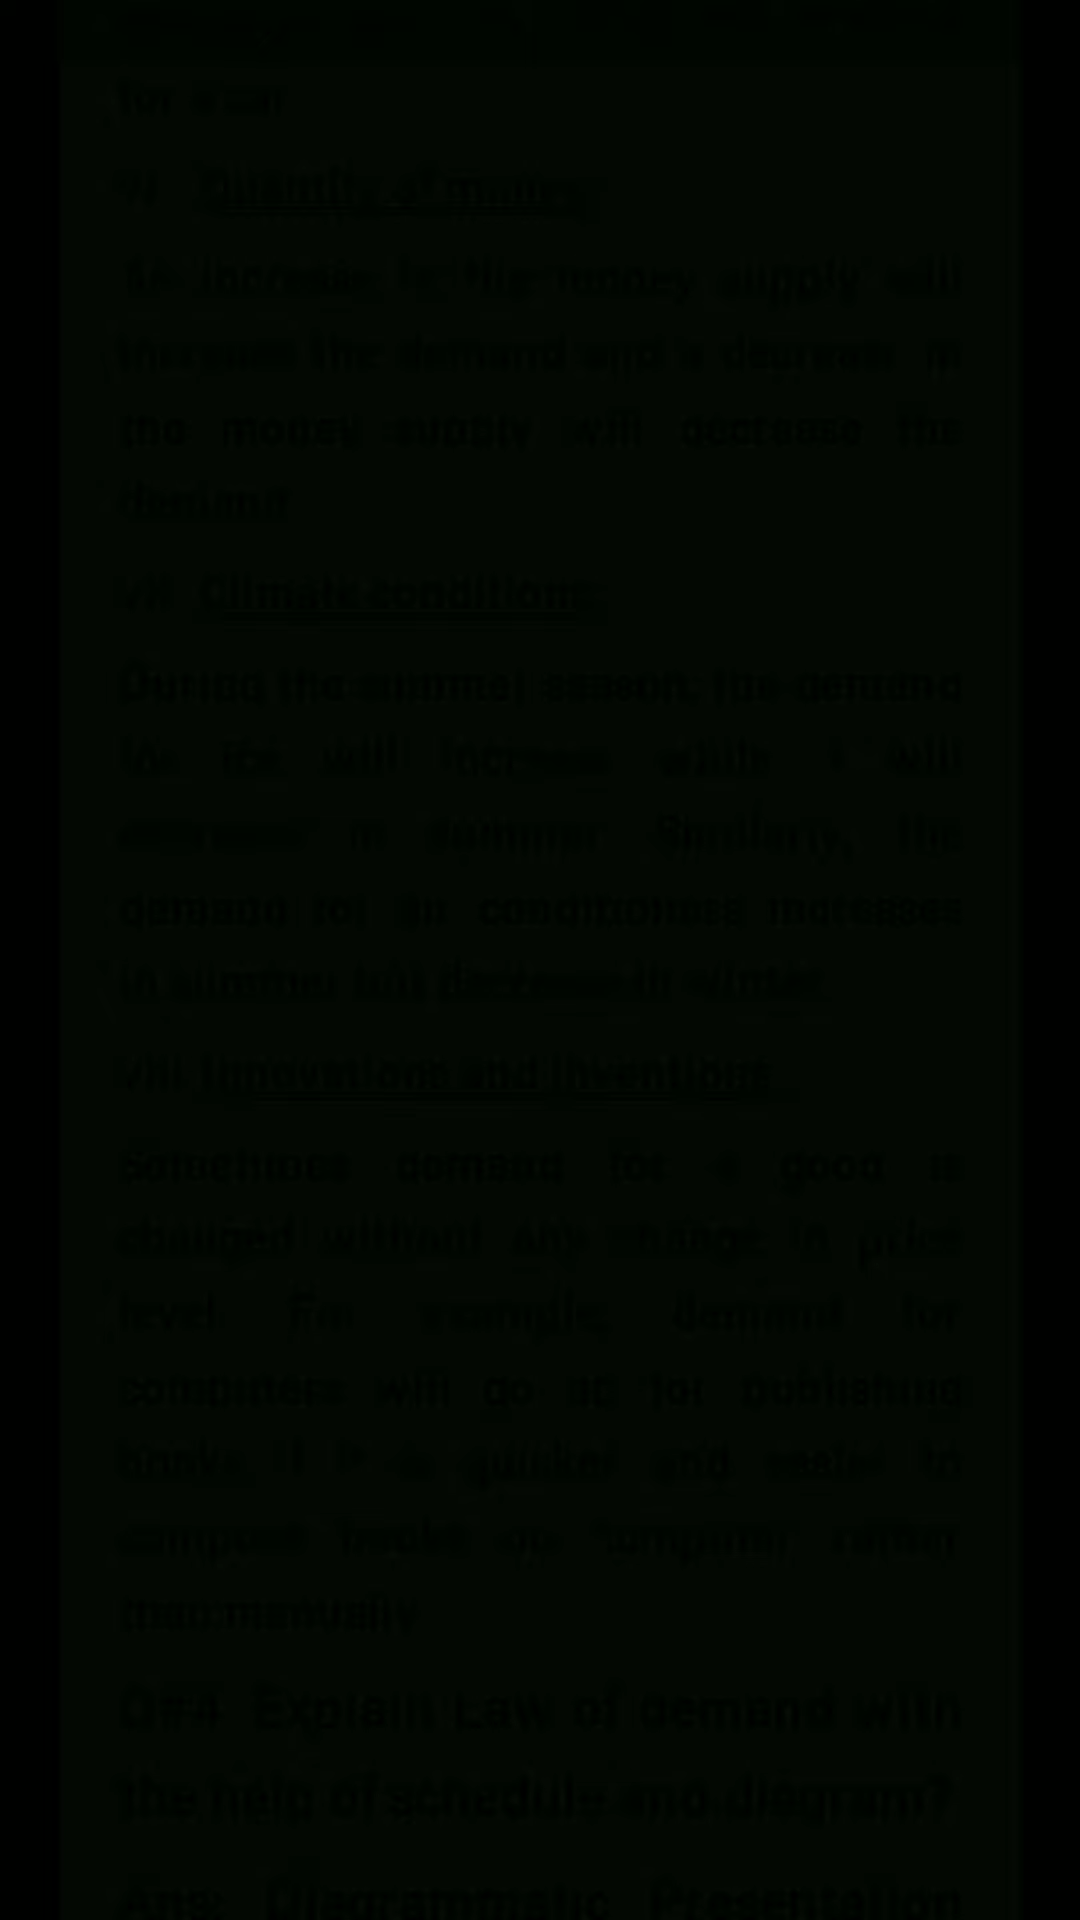 for a car
Quantity of money
increase in the money supply will
increase the demand and a decrease in
the money supply will decrease the
demand
VII. Climate conditions
During the summer season, the demand
for ice will increase while it will
in Similarly, the
demand for air conditioners increases
in summer but decrease in winter
VIII. Innovations and Inventions
Sometimes demand for a good is
changed without any change in price
level. For example, demand for
computers will go up for publishing
books if it is quicker and easier to
compose books on computer rather
than manually
Q#4 Explain Law of demand with
the help of schedule and diagram?
Ans: Diagrammatic Presentation